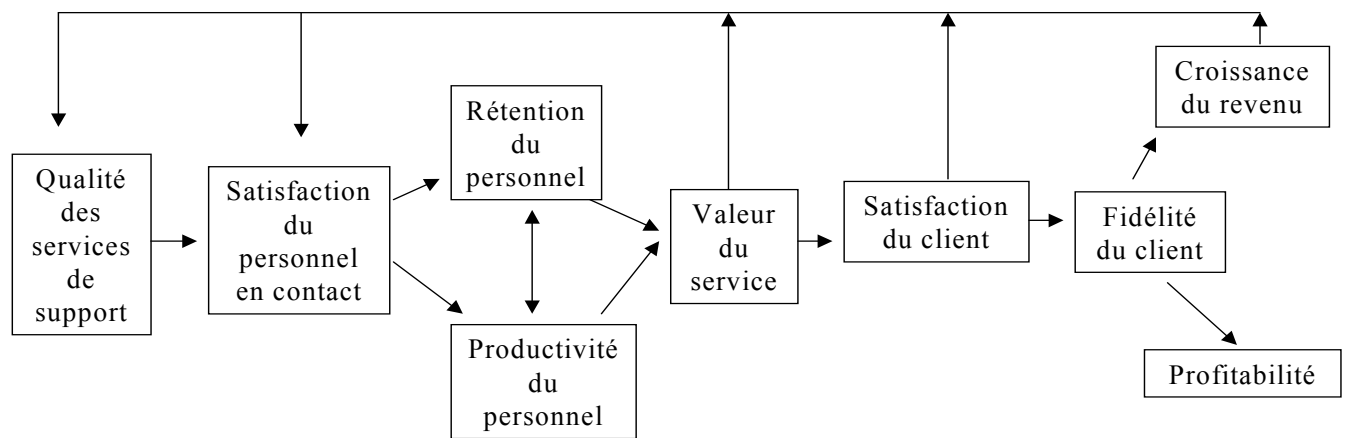 Qualité
des
services
de
support
Satisfaction
du
personnel
en contact
Rétention
du
personnel
Productivité
du
personnel
Valeur
du
service
Satisfaction
du client
Fidélité
du client
Croissance
du revenu
Profitabilité